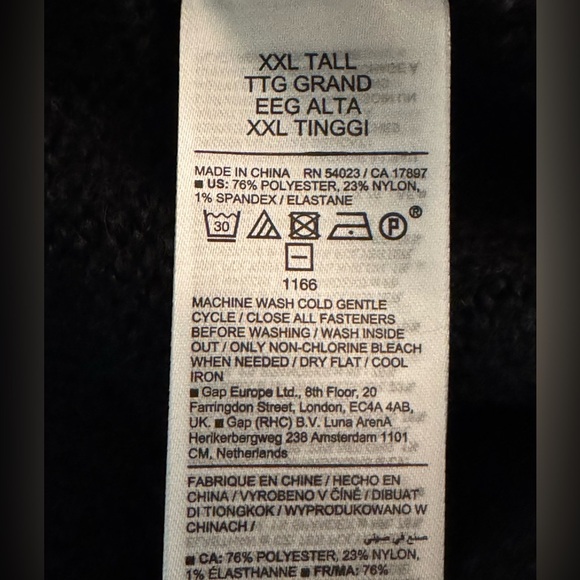 XXL TALL
TTG GRAND
EEG ALTA
XXL TINGGI
MADE IN CHINA RN 54023 / CA 17897
■ US: 76% POLYESTER, 23% NYLON,
1% SPANDEX / ELASTANE
30 P ®
1166
MACHINE WASH COLD GENTLE
CYCLE / CLOSE ALL FASTENERS
BEFORE WASHING / WASH INSIDE
OUT / ONLY NON-CHLORINE BLEACH
WHEN NEEDED / DRY FLAT / COOL
IRON
■ Gap Europe Ltd., 8th Floor, 20
Farringdon Street, London, EC4A 4AB,
UK. ■ Gap (RHC) B.V. Luna ArenA
Herikerbergweg 238 Amsterdam 1101
CM, Netherlands
FABRIQUE EN CHINE / HECHO EN
CHINA / VYROBENO V ČÍNĚ / DIBUAT
DI TIONGKOK / WYPRODUKOWANO W
CHINACH /
صنع في صيني
■ CA: 76% POLYESTER, 23% NYLON,
1% ÉLASTHANNE ■ FR/MA: 76%